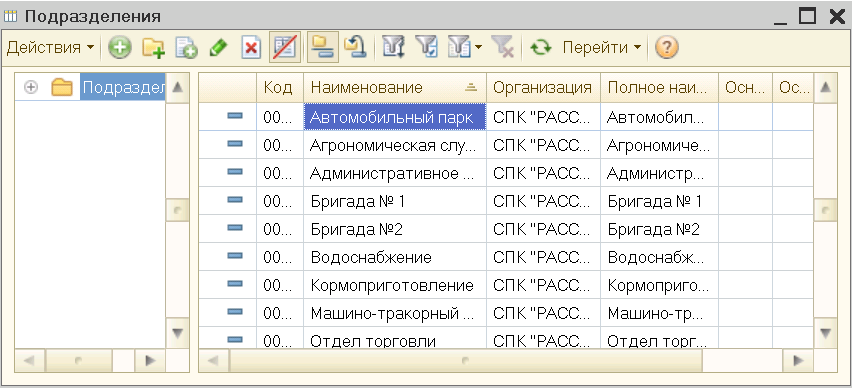 Подразделения
Действия Перейти
Подраздел
Код Наименование Организация Полное наи... Осн... Ос...
00... Автомобильный парк СПК "РАСС... Автомобил...
00... Агрономическая слу... СПК "РАСС... Агрономиче...
00... Административное ... СПК "РАСС... Администр...
00... Бригада № 1 СПК "РАСС... Бригада № 1
00... Бригада №2 СПК "РАСС... Бригада №2
00... Водоснабжение СПК "РАСС... Водоснабж...
00... Кормоприготовление СПК "РАСС... Кормоприго...
00... Машино-тракорный ... СПК "РАСС... Машино-тр...
00... Отдел торговли СПК "РАСС... Отдел торг...